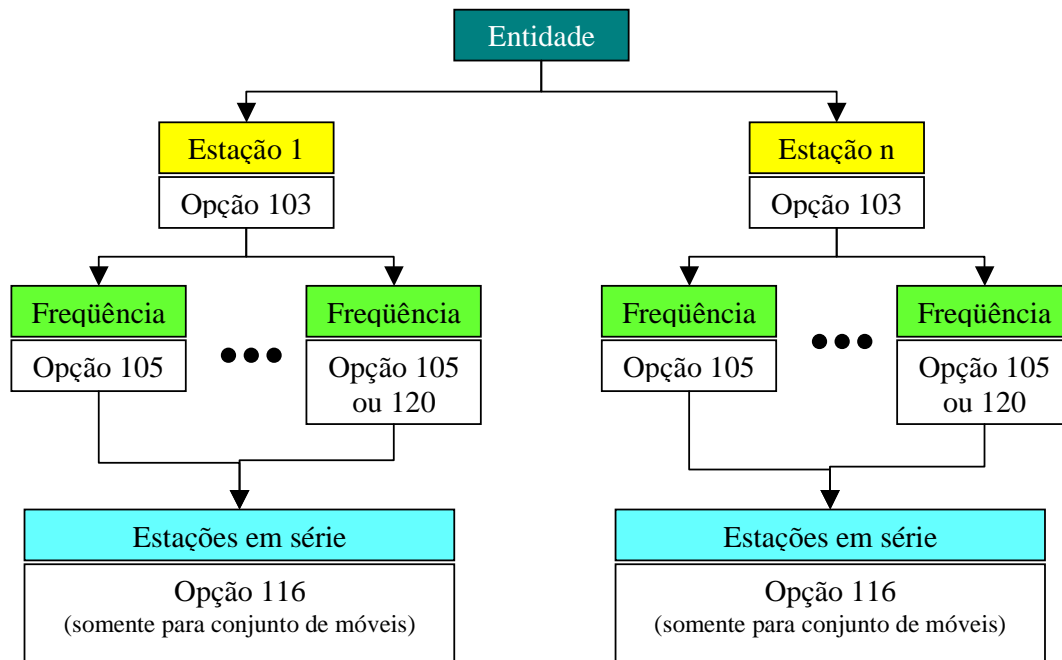 Entidade
Estação 1
Estação n
Opção 103
Opção 103
Freqüência
Freqüência
Freqüência
Freqüência
Opção 105
Opção 105
ou 120
Opção 105
Opção 105
ou 120
Estações em série
Estações em série
Opção 116
(somente para conjunto de móveis)
Opção 116
(somente para conjunto de móveis)